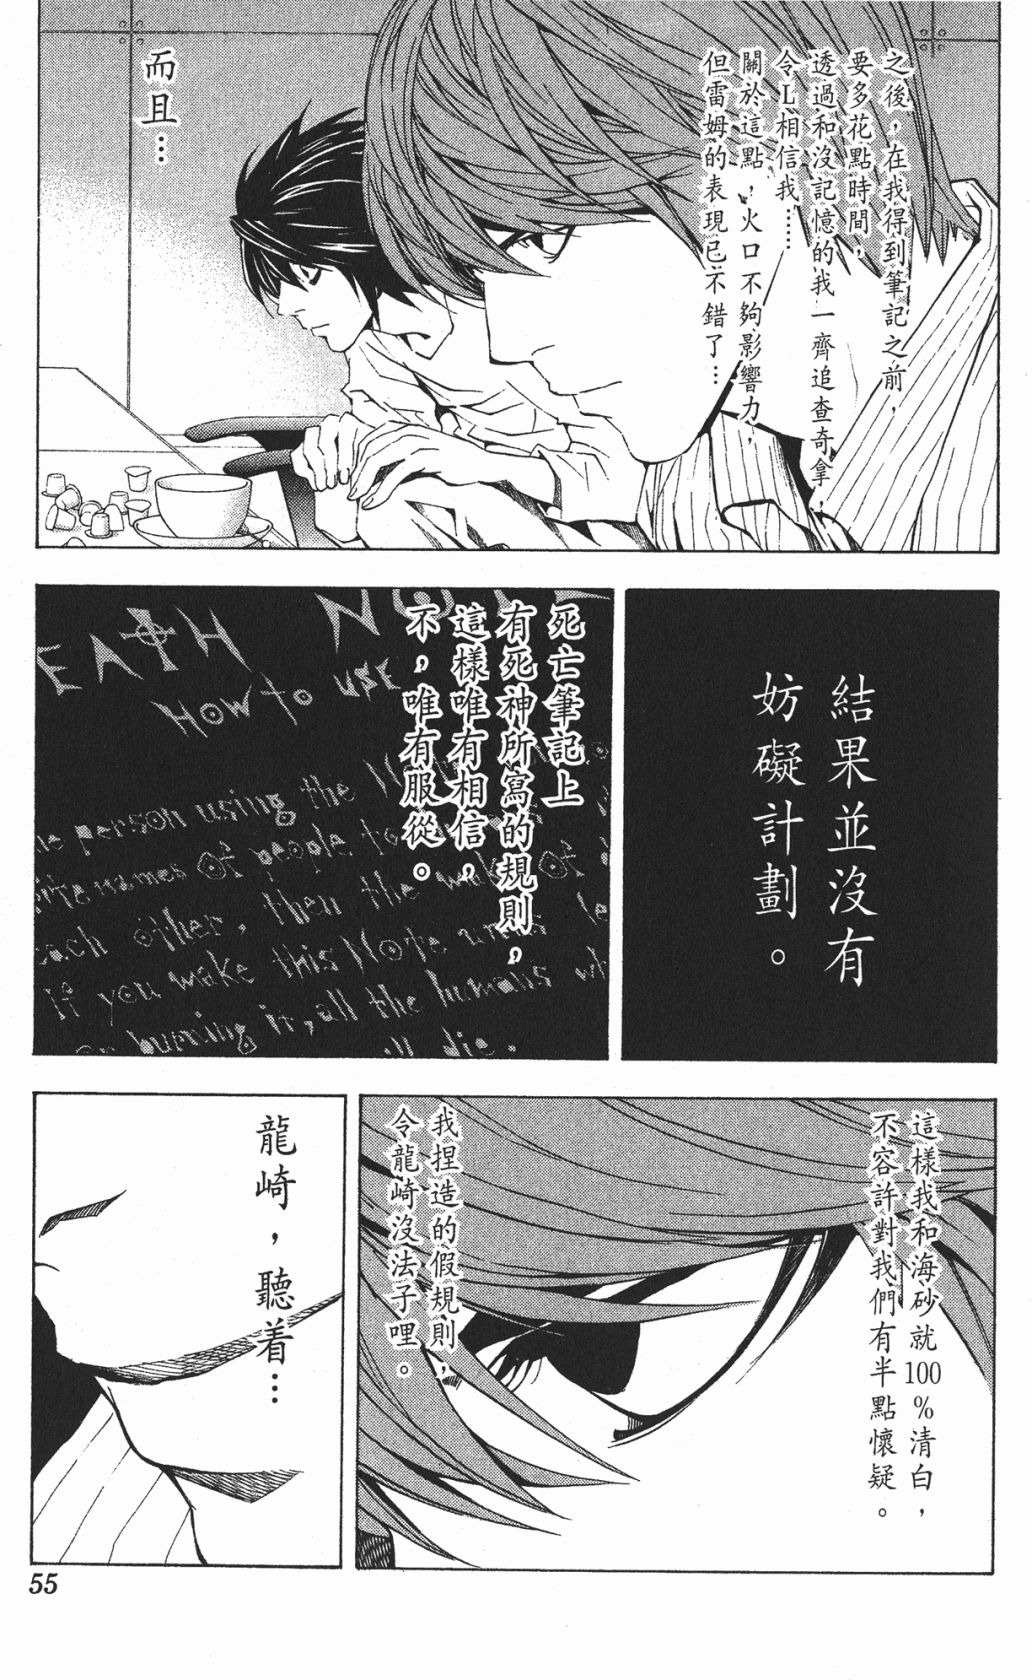 之後，在我得到筆記之前，
要多花點時間，
透過和沒記憶的我一齊追查奇拿，
令L相信我……
關於這點，火口不夠影響力，
但雷姆的表現已不錯了…
而且…
結果並沒有
妨礙計劃。
死亡筆記上
有死神所寫的規則，
這樣唯有相信，
不，唯有服從。
EATH NOTE
How to use
e person using the No
names of people to
each other, then the
If you make this Note
burning it, all the humans wh
ll die.
這樣我和海砂就100%清白，
不容許對我們有半點懷疑。
我捏造的假規則，
令龍崎沒法子哩。
龍崎，聽着…
55